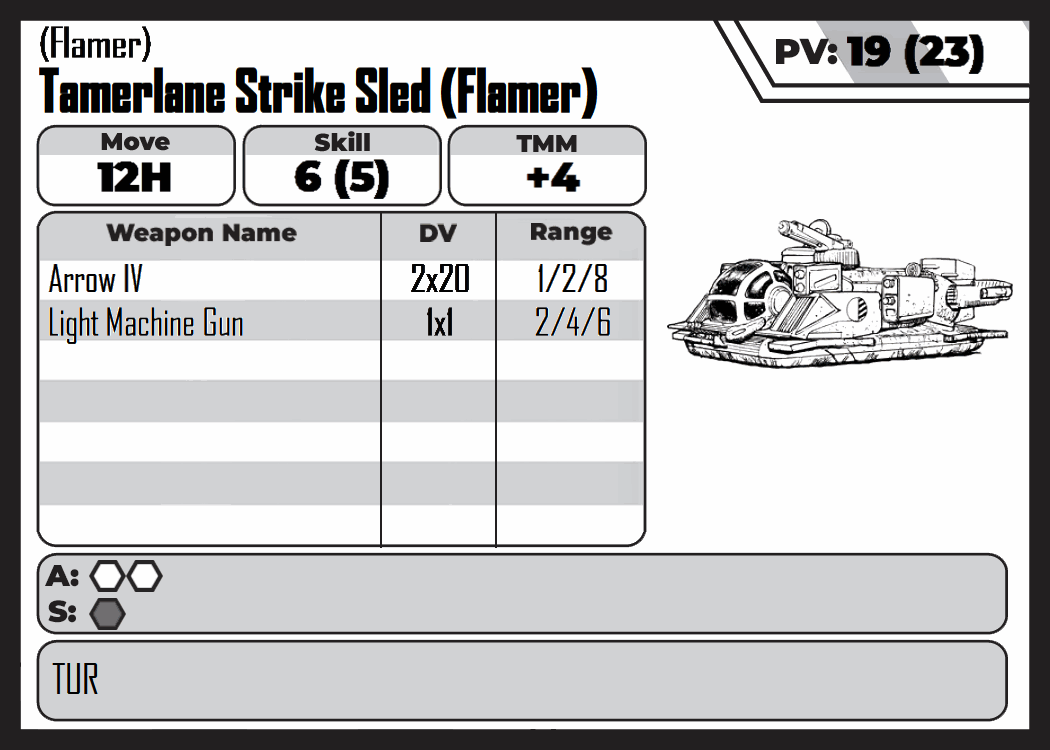 (Flamer)
PV: 19 (23)
Tamerlane Strike Sled (Flamer)
Move Skill TMM
12H 6 (5) +4
Weapon Name DV Range
Arrow IV 2x20 1/2/8
Light Machine Gun 1x1 2/4/6
A:
S:
TUR